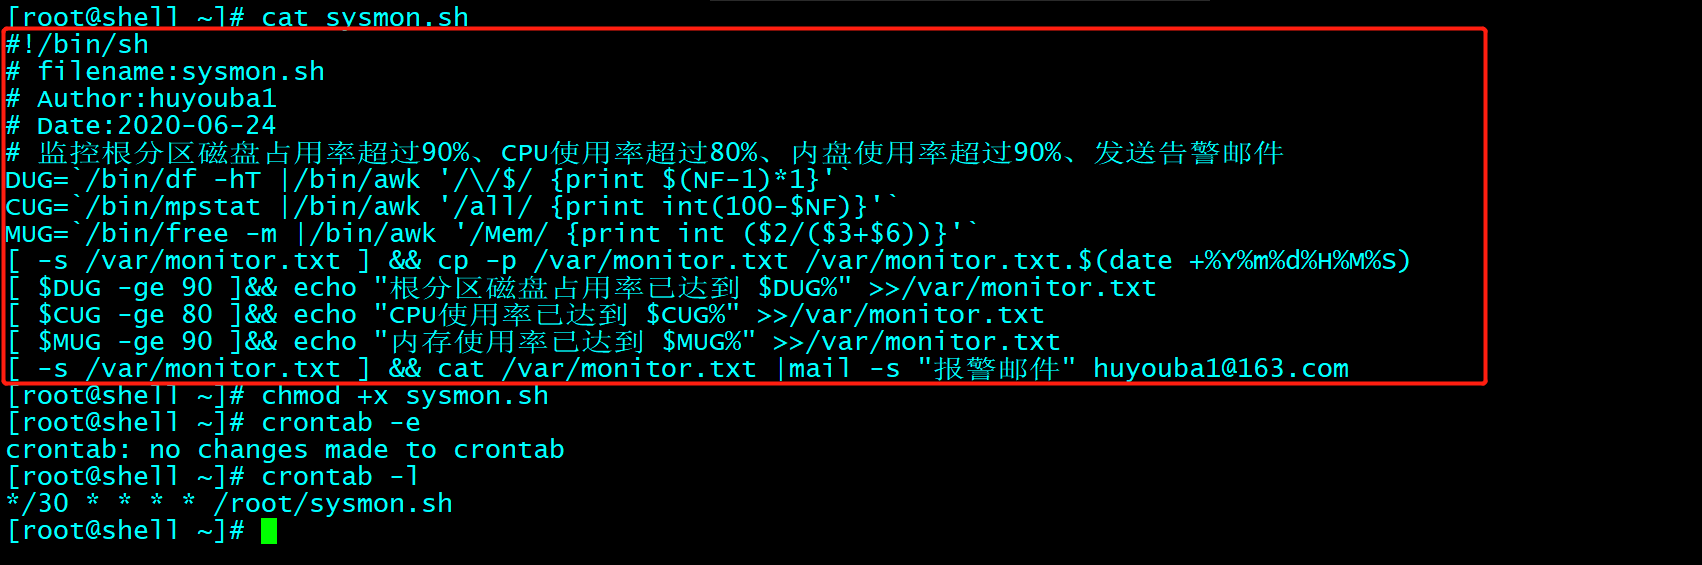 [root@shell ~]# cat sysmon.sh
#!/bin/sh
# filename:sysmon.sh
# Author:huyouba1
# Date:2020-06-24
# 监控根分区磁盘占用率超过90%、CPU使用率超过80%、内盘使用率超过90%、发送告警邮件
DUG=`/bin/df -hT |/bin/awk '/\/$/ {print $(NF-1)*1}'`
CUG=`/bin/mpstat |/bin/awk '/all/ {print int(100-$NF)}'`
MUG=`/bin/free -m |/bin/awk '/Mem/ {print int ($2/($3+$6))}'`
[ -s /var/monitor.txt ] && cp -p /var/monitor.txt /var/monitor.txt.$(date +%Y%m%d%H%M%S)
[ $DUG -ge 90 ]&& echo "根分区磁盘占用率已达到 $DUG%" >>/var/monitor.txt
[ $CUG -ge 80 ]&& echo "CPU使用率已达到 $CUG%" >>/var/monitor.txt
[ $MUG -ge 90 ]&& echo "内存使用率已达到 $MUG%" >>/var/monitor.txt
[ -s /var/monitor.txt ] && cat /var/monitor.txt |mail -s "报警邮件" huyouba1@163.com
[root@shell ~]# chmod +x sysmon.sh
[root@shell ~]# crontab -e
crontab: no changes made to crontab
[root@shell ~]# crontab -l
*/30 * * * * /root/sysmon.sh
[root@shell ~]#